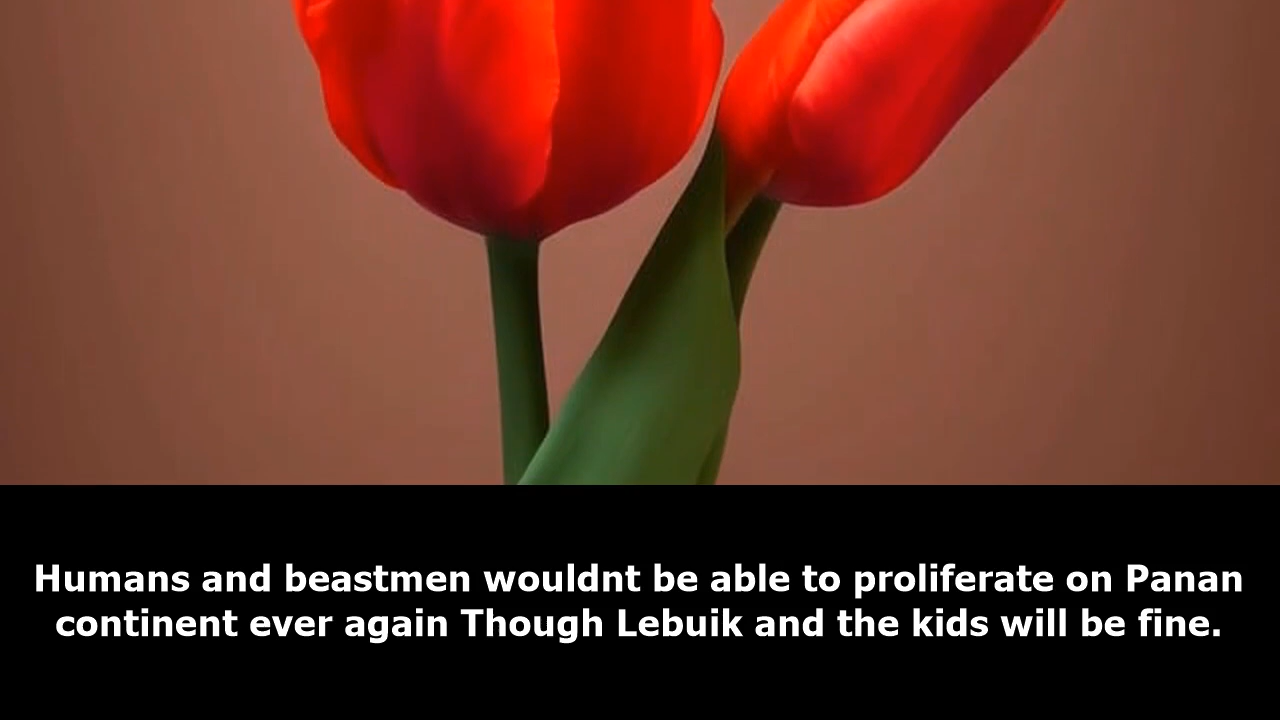 Humans and beastmen wouldnt be able to proliferate on Panan
continent ever again Though Lebuik and the kids will be fine.